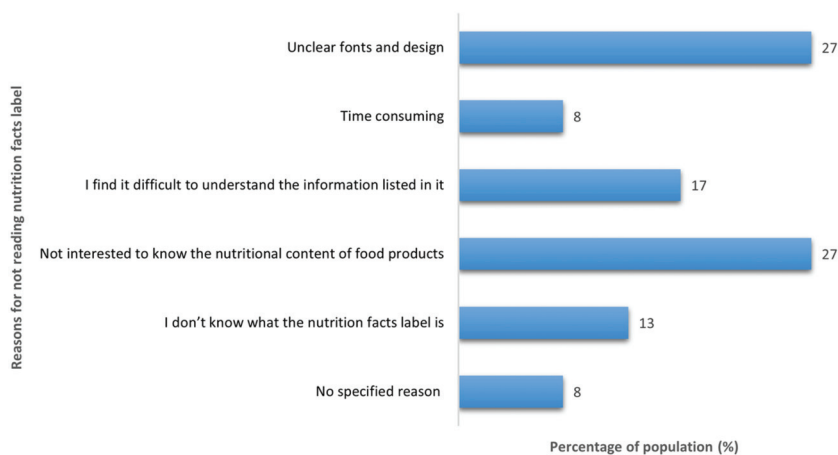 Reasons for not reading nutrition facts label
Unclear fonts and design
27
Time consuming
8
I find it difficult to understand the information listed in it
17
Not interested to know the nutritional content of food products
27
I don’t know what the nutrition facts label is
13
No specified reason
8
Percentage of population (%)